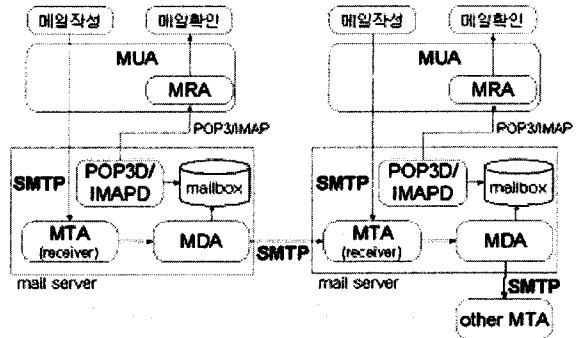 메일작성 메일확인 메일작성 메일확인
MUA MUA
MRA MRA
POP3/IMAP POP3/IMAP
SMTP POP3D/ IMAPD mailbox SMTP POP3D/ IMAPD mailbox
MTA (receiver) MDA SMTP MTA (receiver) MDA
mail server mail server SMTP
other MTA